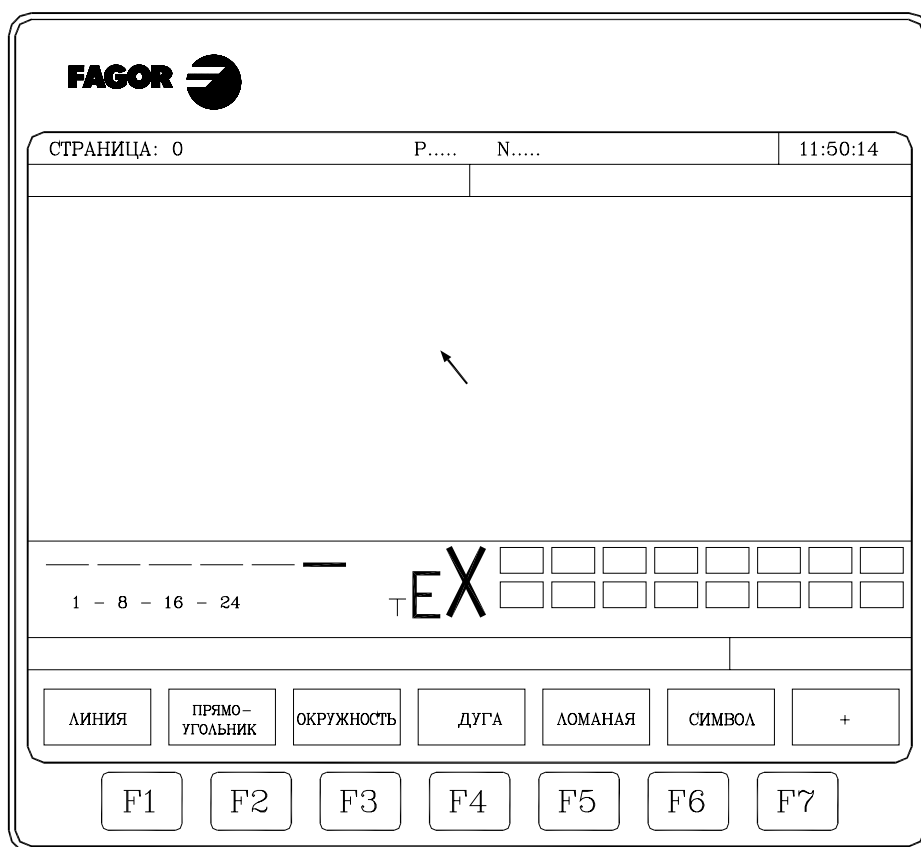 FAGOR
СТРАНИЦА: 0 P..... N..... 11:50:14
1 - 8 - 16 - 24 TEX
ЛИНИЯ ПРЯМО-УГОЛЬНИК ОКРУЖНОСТЬ ДУГА ЛОМАНАЯ СИМВОЛ +
F1 F2 F3 F4 F5 F6 F7